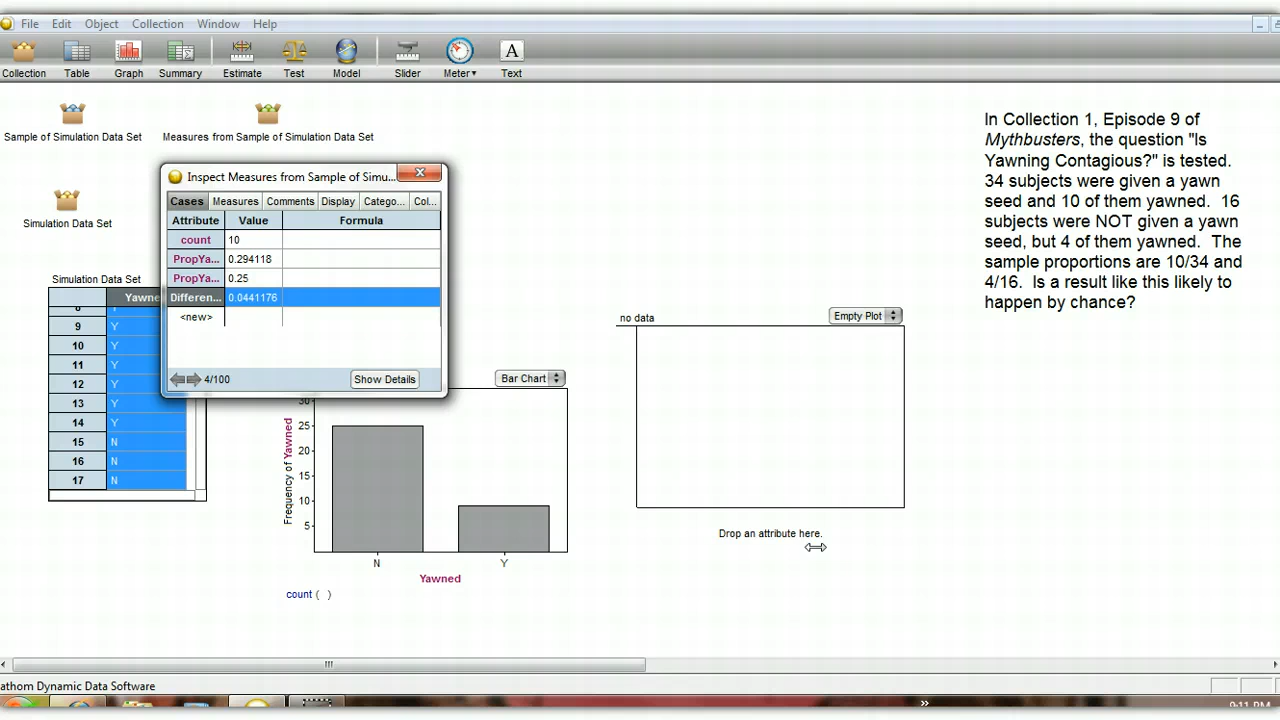 File Edit Object Collection Window Help
Collection Table Graph Summary Estimate Test Model Slider Meter Text
Sample of Simulation Data Set
Measures from Sample of Simulation Data Set
Simulation Data Set
Inspect Measures from Sample of Simu...
Cases Measures Comments Display Catego... Col...
Attribute Value Formula
count 10
PropYa... 0.294118
PropYa... 0.25
Differen... 0.0441176
<new>
4/100 Show Details
Simulation Data Set
Yawne
8 Y
9 Y
10 Y
11 Y
12 Y
13 Y
14 Y
15 N
16 N
17 N
Bar Chart
Frequency of Yawned
30
25
20
15
10
5
N Y
Yawned
count ( )
no data
Empty Plot
Drop an attribute here.
In Collection 1, Episode 9 of
Mythbusters, the question "Is
Yawning Contagious?" is tested.
34 subjects were given a yawn
seed and 10 of them yawned. 16
subjects were NOT given a yawn
seed, but 4 of them yawned. The
sample proportions are 10/34 and
4/16. Is a result like this likely to
happen by chance?
athom Dynamic Data Software
9:11 PM